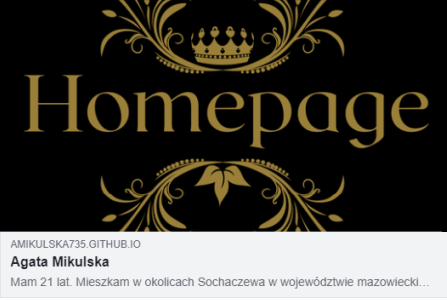 Homepage
AMIKULSKA735.GITHUB.IO
Agata Mikulska
Mam 21 lat. Mieszkam w okolicach Sochaczewa w województwie mazowiecki...